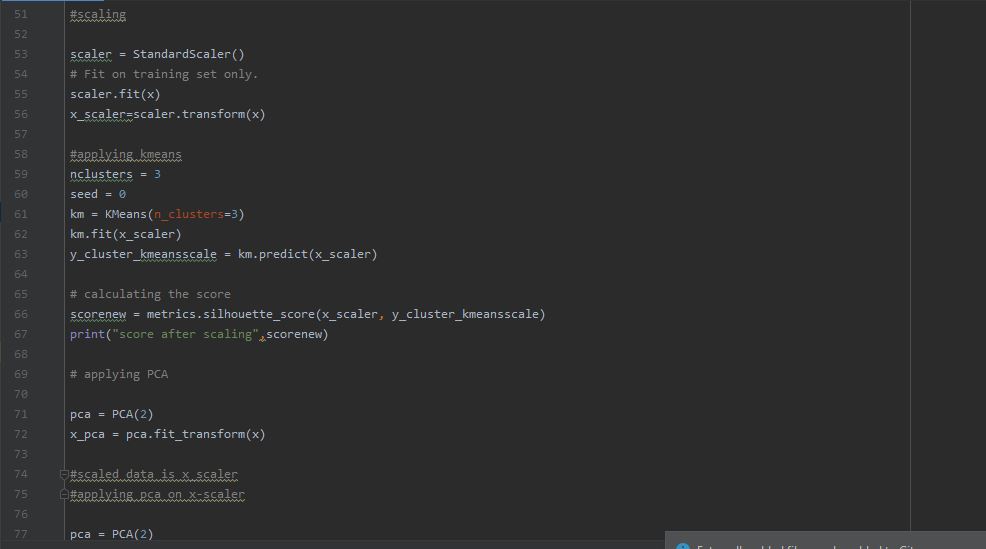 51 #scaling
52
53 scaler = StandardScaler()
54 # Fit on training set only.
55 scaler.fit(x)
56 x_scaler=scaler.transform(x)
57
58 #applying kmeans
59 nclusters = 3
60 seed = 0
61 km = KMeans(n_clusters=3)
62 km.fit(x_scaler)
63 y_cluster_kmeansscale = km.predict(x_scaler)
64
65 # calculating the score
66 scorenew = metrics.silhouette_score(x_scaler, y_cluster_kmeansscale)
67 print("score after scaling",scorenew)
68
69 # applying PCA
70
71 pca = PCA(2)
72 x_pca = pca.fit_transform(x)
73
74 #scaled data is x_scaler
75 #applying pca on x-scaler
76
77 pca = PCA(2)